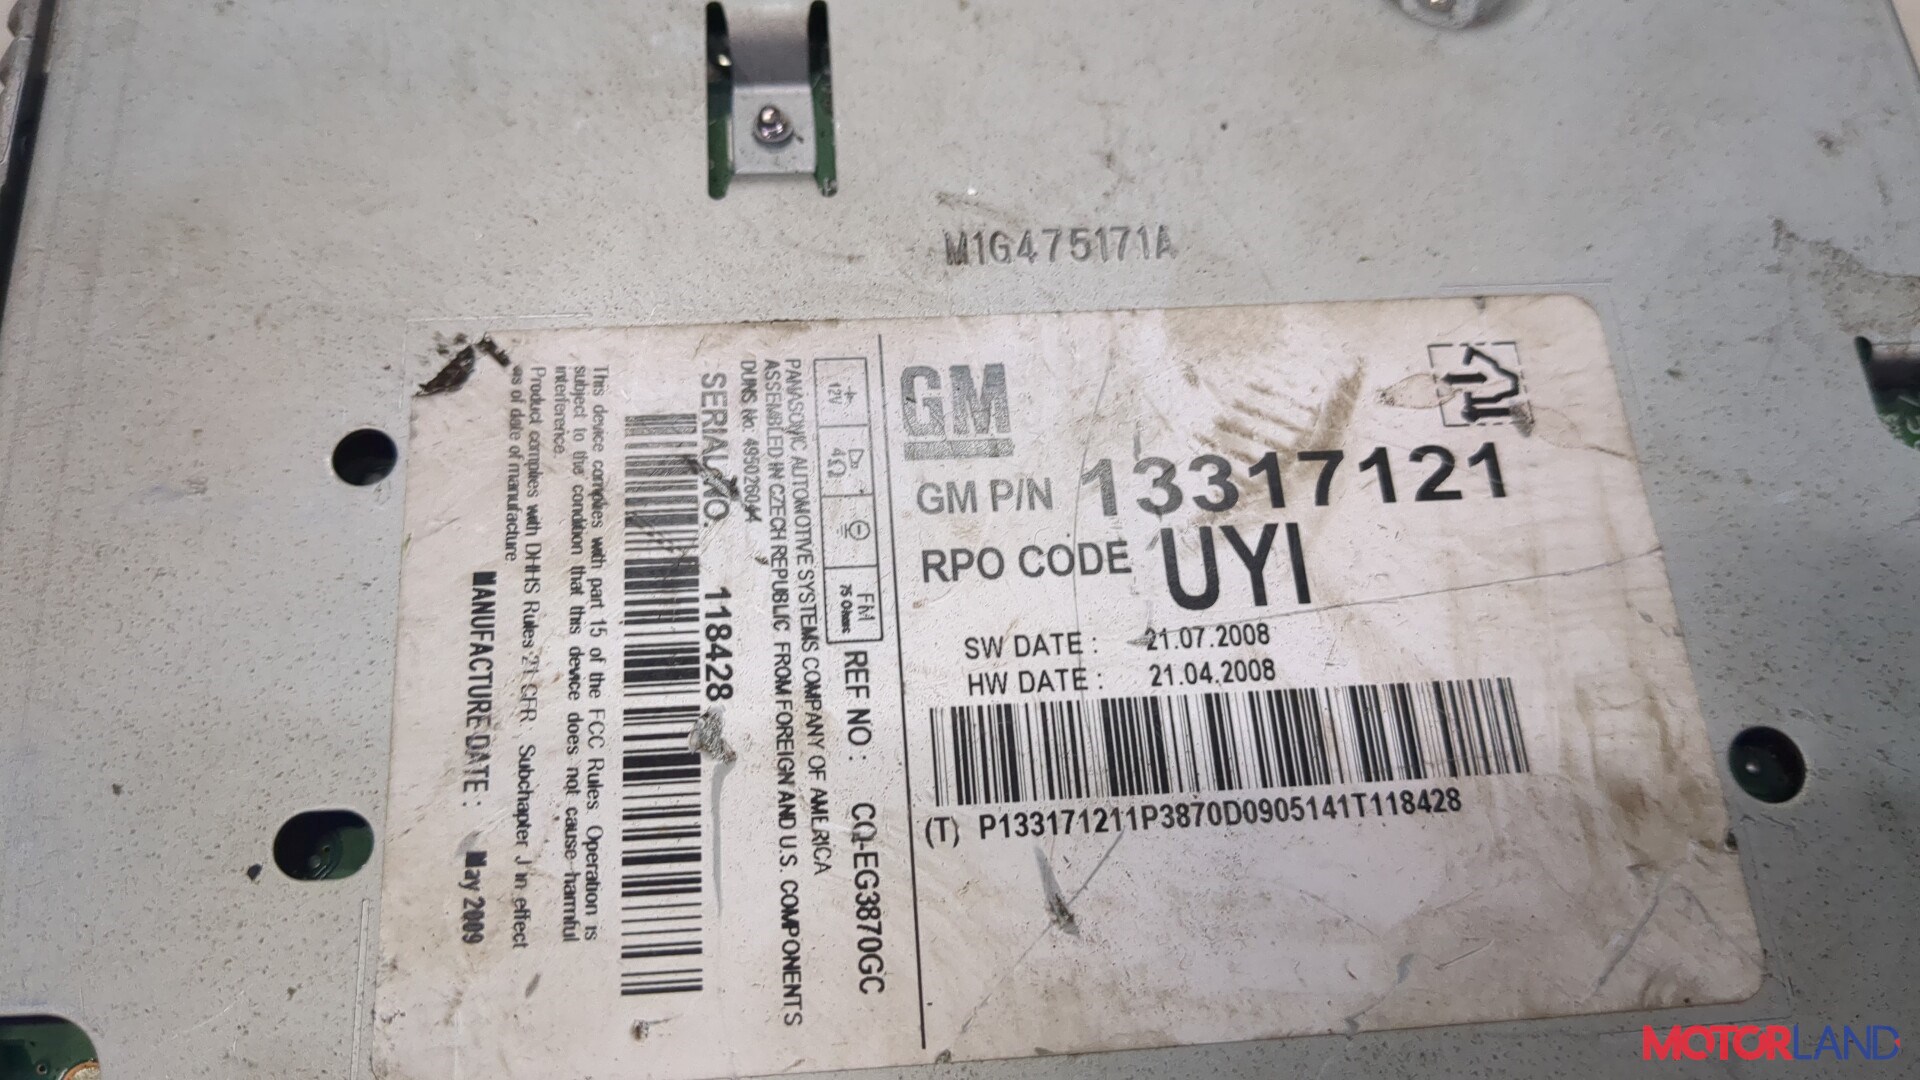 M1G475171A
GM
GM P/N 13317121
RPO CODE UYI
SW DATE : 21.07.2008
HW DATE : 21.04.2008
(T) P133171211P3870D0905141T118428
12V 4Ω FM 75 Ohmic
REF NO : CQ-EG3870GC
PANASONIC AUTOMOTIVE SYSTEMS COMPANY OF AMERICA
ASSEMBLED IN CZECH REPUBLIC FROM FOREIGN AND U.S. COMPONENTS
DUNS No:
SERIAL NO. 118428
This device complies with part 15 of the FCC Rules. Operation is
subject to the condition that this device does not cause harmful
interference.
Product complies with DHHS Rules 21 CFR. Subchapter J in effect
as of date of manufacture
MANUFACTURE DATE : May 2009
MOTORLAND